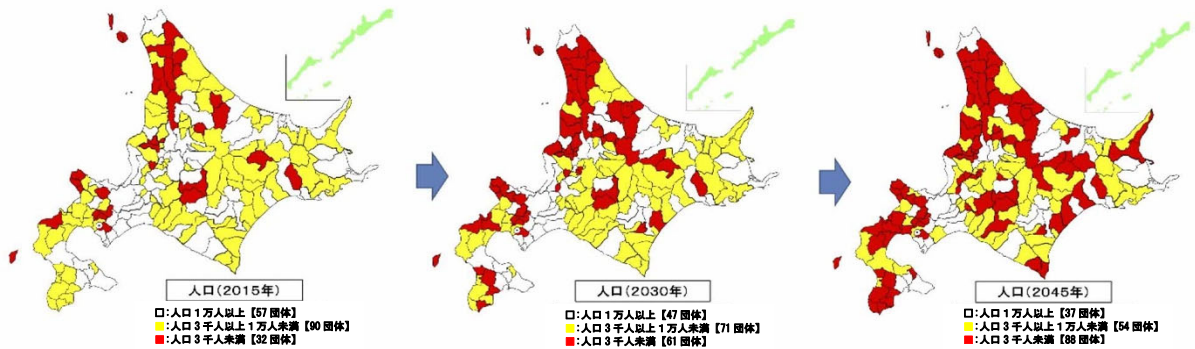 人口(2015年)
□:人口1万人以上【57団体】
:人口3千人以上1万人未満【90団体】
:人口3千人未満【32団体】
人口(2030年)
□:人口1万人以上【47団体】
:人口3千人以上1万人未満【71団体】
:人口3千人未満【61団体】
人口(2045年)
□:人口1万人以上【37団体】
:人口3千人以上1万人未満【54団体】
:人口3千人未満【88団体】